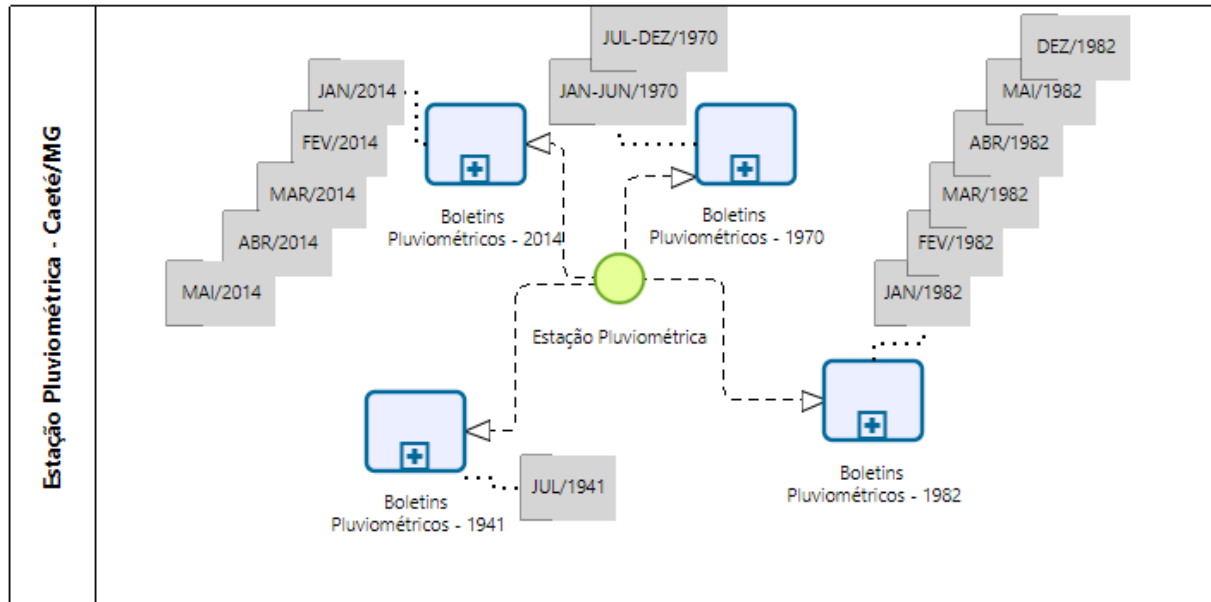 Estação Pluviométrica - Caeté/MG
JAN/2014
FEV/2014
MAR/2014
ABR/2014
MAI/2014
Boletins
Pluviométricos - 2014
JUL-DEZ/1970
JAN-JUN/1970
Boletins
Pluviométricos - 1970
DEZ/1982
MAI/1982
ABR/1982
MAR/1982
FEV/1982
JAN/1982
Boletins
Pluviométricos - 1982
Estação Pluviométrica
Boletins
Pluviométricos - 1941
JUL/1941